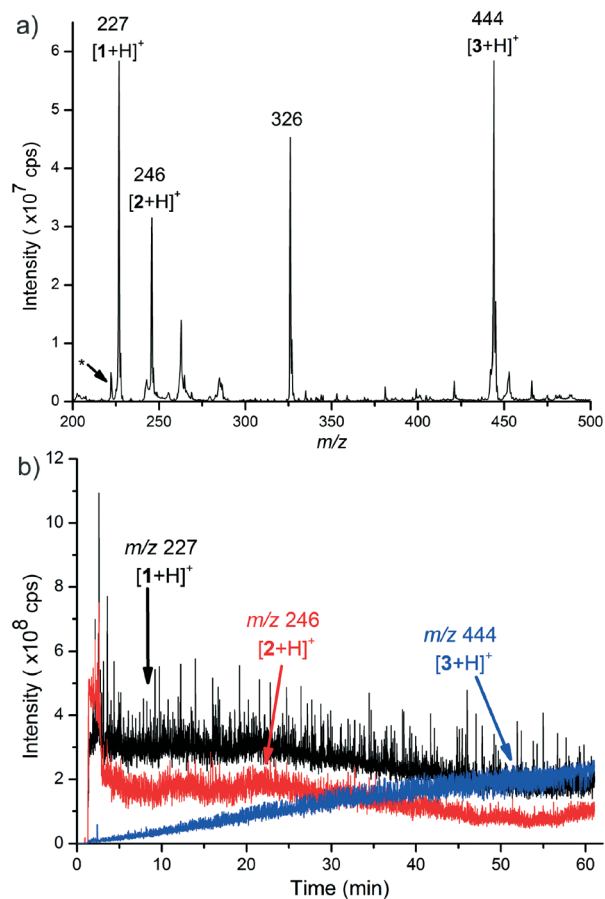 a)
227
[1+H]+
246
[2+H]+
326
444
[3+H]+
*
6
5
4
3
2
1
0
Intensity ( x10^7 cps)
200 250 300 350 400 450 500
m/z
b)
12
10
8
6
4
2
0
Intensity ( x10^8 cps)
m/z 227
[1+H]+
m/z 246
[2+H]+
m/z 444
[3+H]+
0 10 20 30 40 50 60
Time (min)